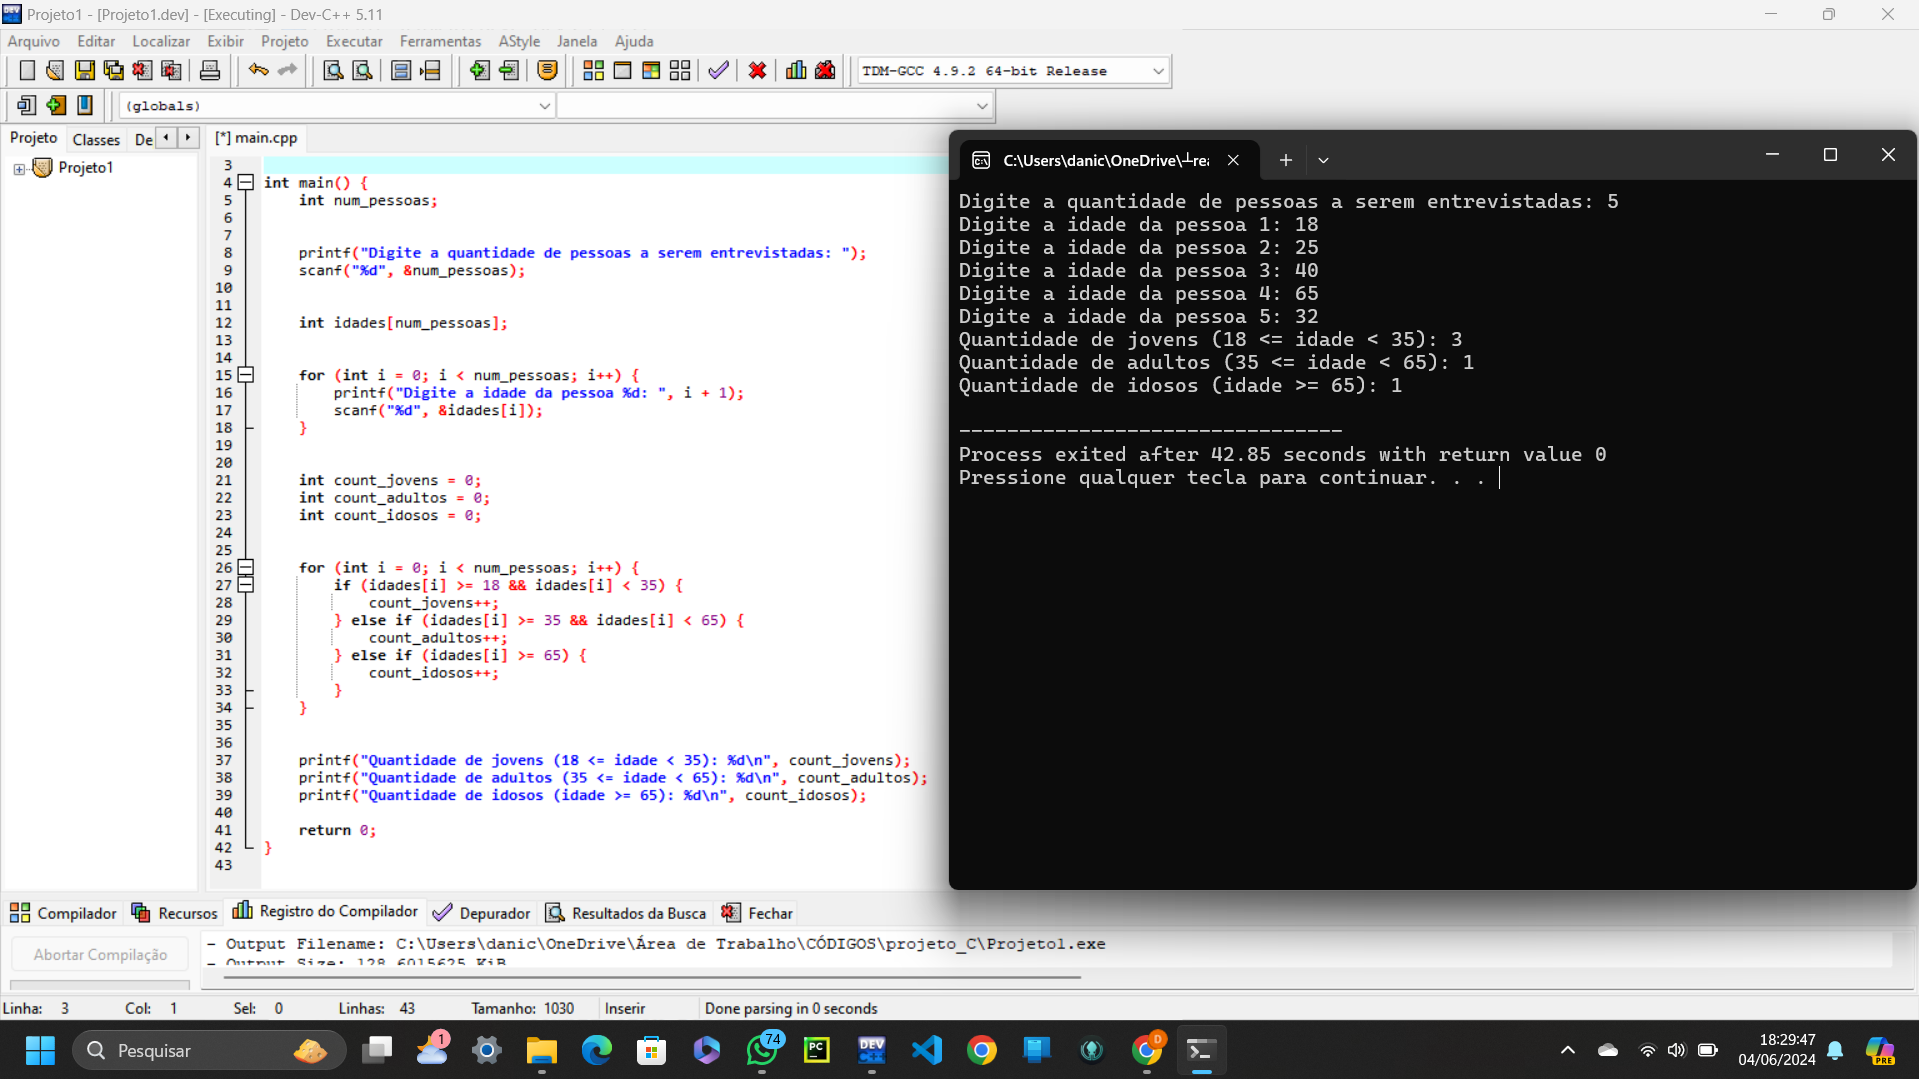 Projeto1 - [Projeto1.dev] - [Executing] - Dev-C++ 5.11
Arquivo Editar Localizar Exibir Projeto Executar Ferramentas AStyle Janela Ajuda
TDM-GCC 4.9.2 64-bit Release
(globals)
Projeto Classes De
[*] main.cpp
Projeto1
3
4 int main() {
5 int num_pessoas;
6
7
8 printf("Digite a quantidade de pessoas a serem entrevistadas: ");
9 scanf("%d", &num_pessoas);
10
11
12 int idades[num_pessoas];
13
14
15 for (int i = 0; i < num_pessoas; i++) {
16 printf("Digite a idade da pessoa %d: ", i + 1);
17 scanf("%d", &idades[i]);
18 }
19
20
21 int count_jovens = 0;
22 int count_adultos = 0;
23 int count_idosos = 0;
24
25
26 for (int i = 0; i < num_pessoas; i++) {
27 if (idades[i] >= 18 && idades[i] < 35) {
28 count_jovens++;
29 } else if (idades[i] >= 35 && idades[i] < 65) {
30 count_adultos++;
31 } else if (idades[i] >= 65) {
32 count_idosos++;
33 }
34 }
35
36
37 printf("Quantidade de jovens (18 <= idade < 35): %d\n", count_jovens);
38 printf("Quantidade de adultos (35 <= idade < 65): %d\n", count_adultos);
39 printf("Quantidade de idosos (idade >= 65): %d\n", count_idosos);
40
41 return 0;
42 }
43
C:\Users\danic\OneDrive\┴rea
Digite a quantidade de pessoas a serem entrevistadas: 5
Digite a idade da pessoa 1: 18
Digite a idade da pessoa 2: 25
Digite a idade da pessoa 3: 40
Digite a idade da pessoa 4: 65
Digite a idade da pessoa 5: 32
Quantidade de jovens (18 <= idade < 35): 3
Quantidade de adultos (35 <= idade < 65): 1
Quantidade de idosos (idade >= 65): 1
--------------------------------
Process exited after 42.85 seconds with return value 0
Pressione qualquer tecla para continuar. . .
Compilador Recursos Registro do Compilador Depurador Resultados da Busca Fechar
Abortar Compilação
- Output Filename: C:\Users\danic\OneDrive\Área de Trabalho\CÓDIGOS\projeto_C\Projeto1.exe
- Output Size: 128,6015625 KiB
Linha: 3 Col: 1 Sel: 0 Linhas: 43 Tamanho: 1030 Inserir Done parsing in 0 seconds
Pesquisar
1
74
PC
DEV
C++
D
18:29:47
04/06/2024
PRE